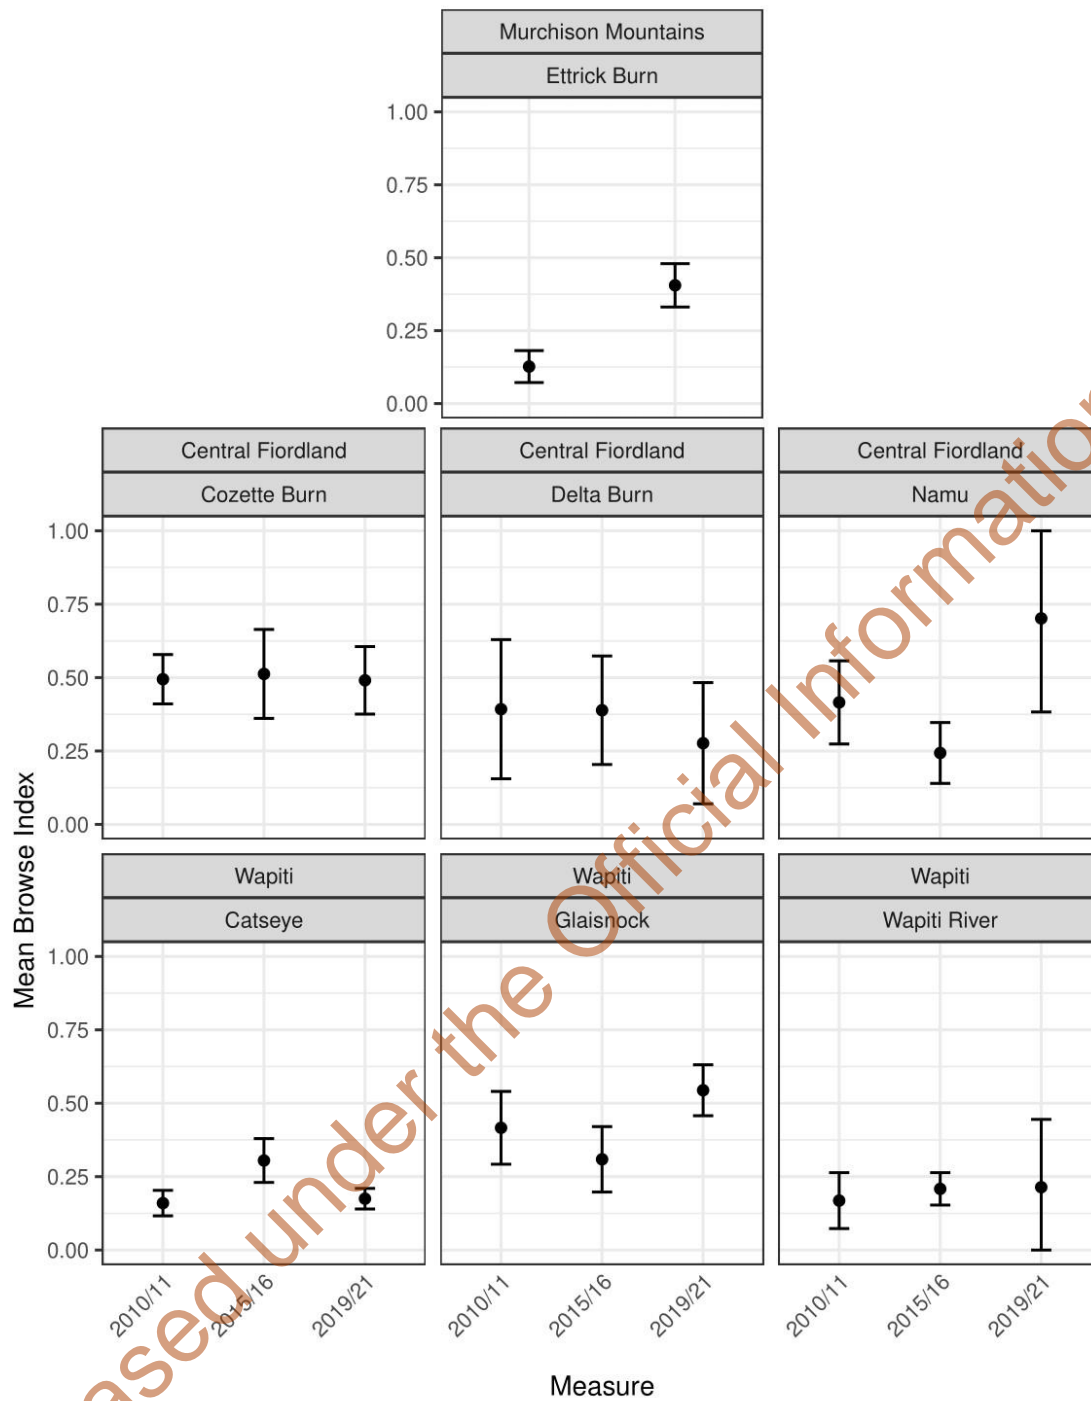 Murchison Mountains
Ettrick Burn
1.00
0.75
0.50
0.25
0.00
Central Fiordland Central Fiordland Central Fiordland
Cozette Burn Delta Burn Namu
1.00
0.75
0.50
0.25
0.00
Wapiti Wapiti Wapiti
Catseye Glaisnock Wapiti River
1.00
0.75
0.50
0.25
0.00
2010/11 2015/16 2019/21 2010/11 2015/16 2019/21 2010/11 2015/16 2019/21
Mean Browse Index
Measure
ased under the Official Information